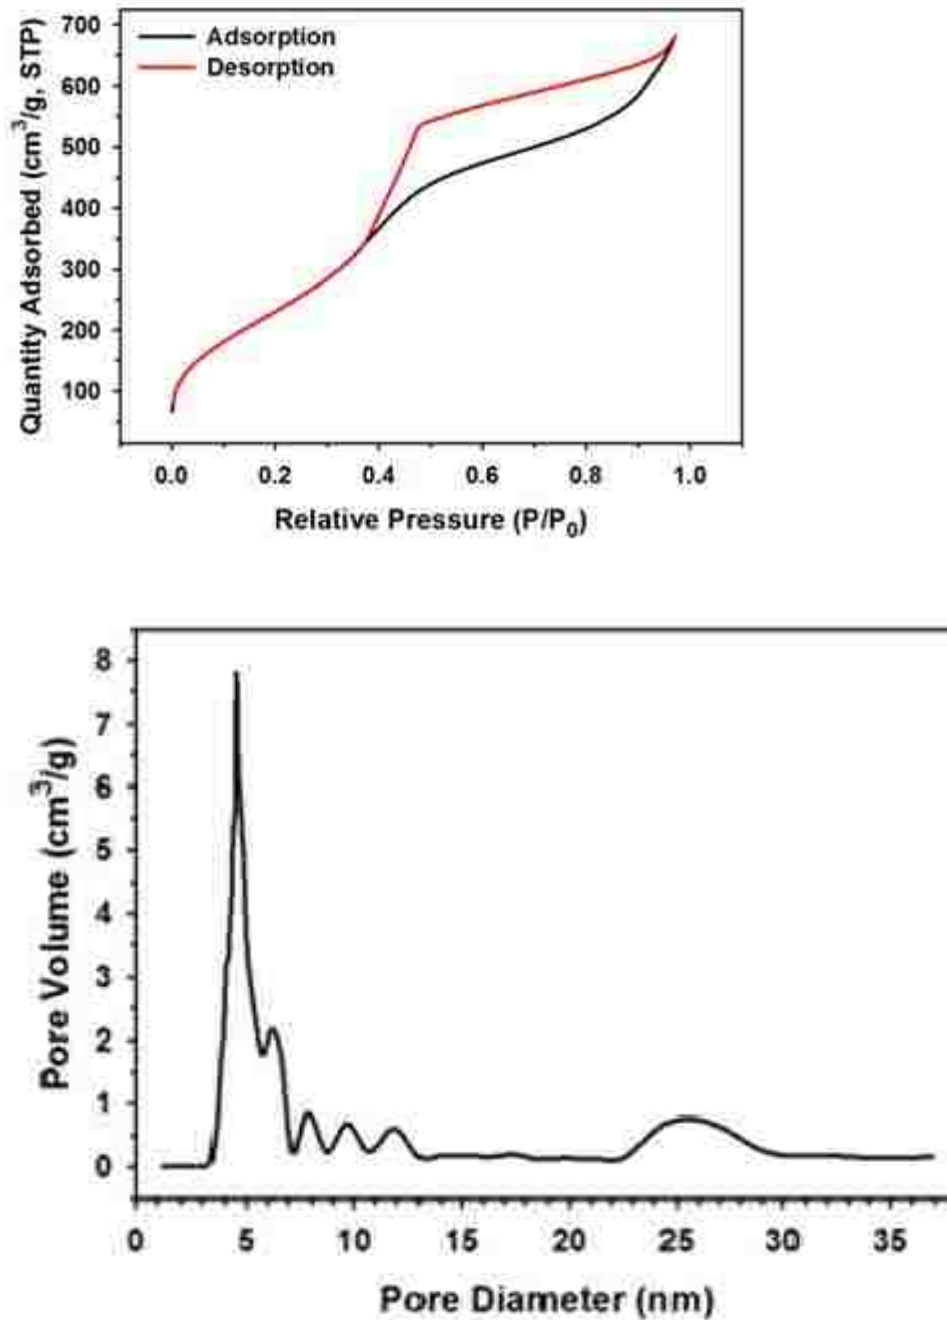 700
600
500
400
300
200
100
Quantity Adsorbed (cm³/g, STP)
Adsorption
Desorption
0.0 0.2 0.4 0.6 0.8 1.0
Relative Pressure (P/P₀)
8
7
6
5
4
3
2
1
0
Pore Volume (cm³/g)
0 5 10 15 20 25 30 35
Pore Diameter (nm)